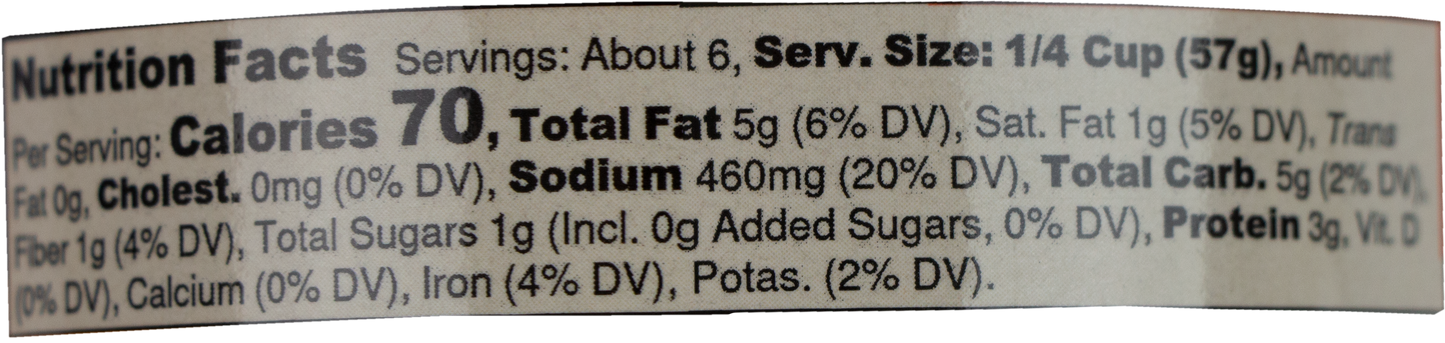 Nutrition Facts Servings: About 6, Serv. Size: 1/4 Cup (57g), Amount
Per Serving: Calories 70, Total Fat 5g (6% DV), Sat. Fat 1g (5% DV), Trans
Fat 0g, Cholest. 0mg (0% DV), Sodium 460mg (20% DV), Total Carb. 5g (2% DV),
Fiber 1g (4% DV), Total Sugars 1g (Incl. 0g Added Sugars, 0% DV), Protein 3g, Vit. D
(0% DV), Calcium (0% DV), Iron (4% DV), Potas. (2% DV).